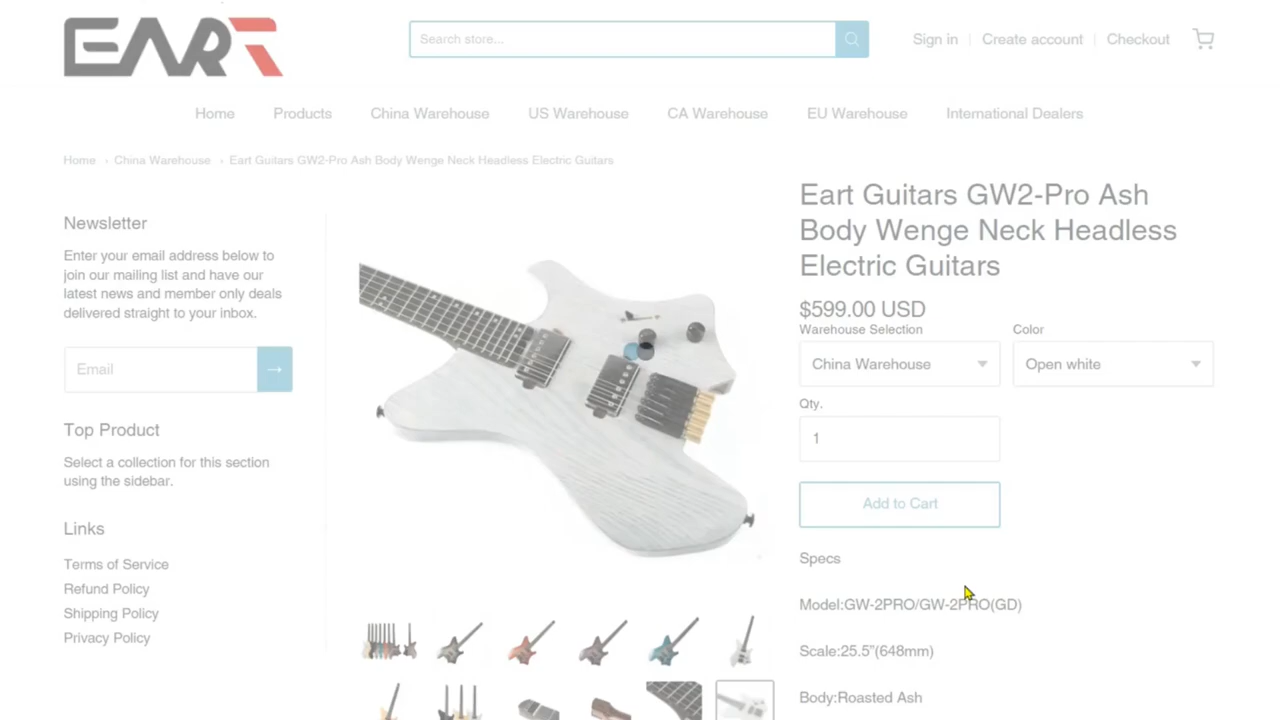 EART
Search store...
Sign in
Create account
Checkout
Home
Products
China Warehouse
US Warehouse
CA Warehouse
EU Warehouse
International Dealers
Home › China Warehouse › Eart Guitars GW2-Pro Ash Body Wenge Neck Headless Electric Guitars
Newsletter
Enter your email address below to
join our mailing list and have our
latest news and member only deals
delivered straight to your inbox.
Email →
Top Product
Select a collection for this section
using the sidebar.
Links
Terms of Service
Refund Policy
Shipping Policy
Privacy Policy
Eart Guitars GW2-Pro Ash
Body Wenge Neck Headless
Electric Guitars
$599.00 USD
Warehouse Selection
China Warehouse
Color
Open white
Qty.
1
Add to Cart
Specs
Model:GW-2PRO/GW-2PRO(GD)
Scale:25.5”(648mm)
Body:Roasted Ash